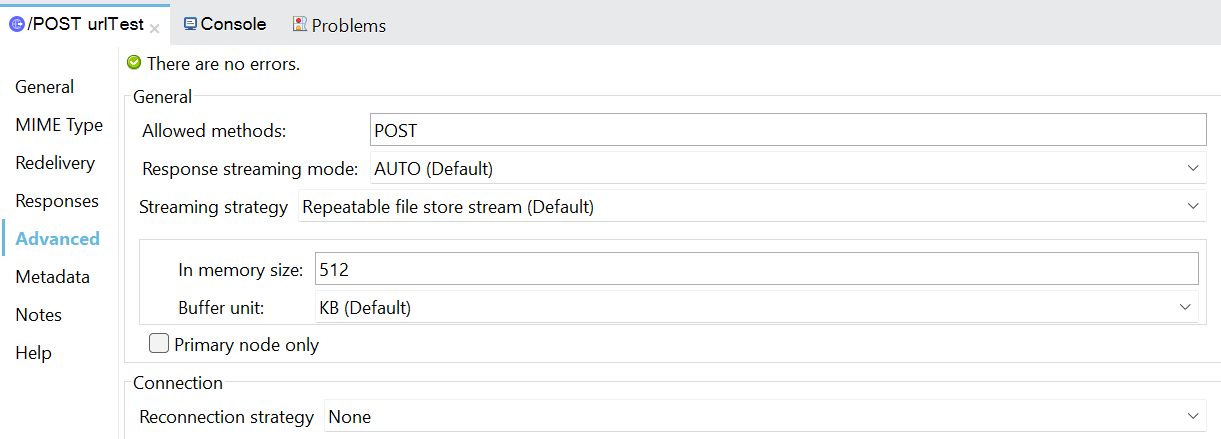 /POST urlTest Console Problems
There are no errors.
General
MIME Type
Redelivery
Responses
Advanced
Metadata
Notes
Help
General
Allowed methods: POST
Response streaming mode: AUTO (Default)
Streaming strategy Repeatable file store stream (Default)
In memory size: 512
Buffer unit: KB (Default)
Primary node only
Connection
Reconnection strategy None